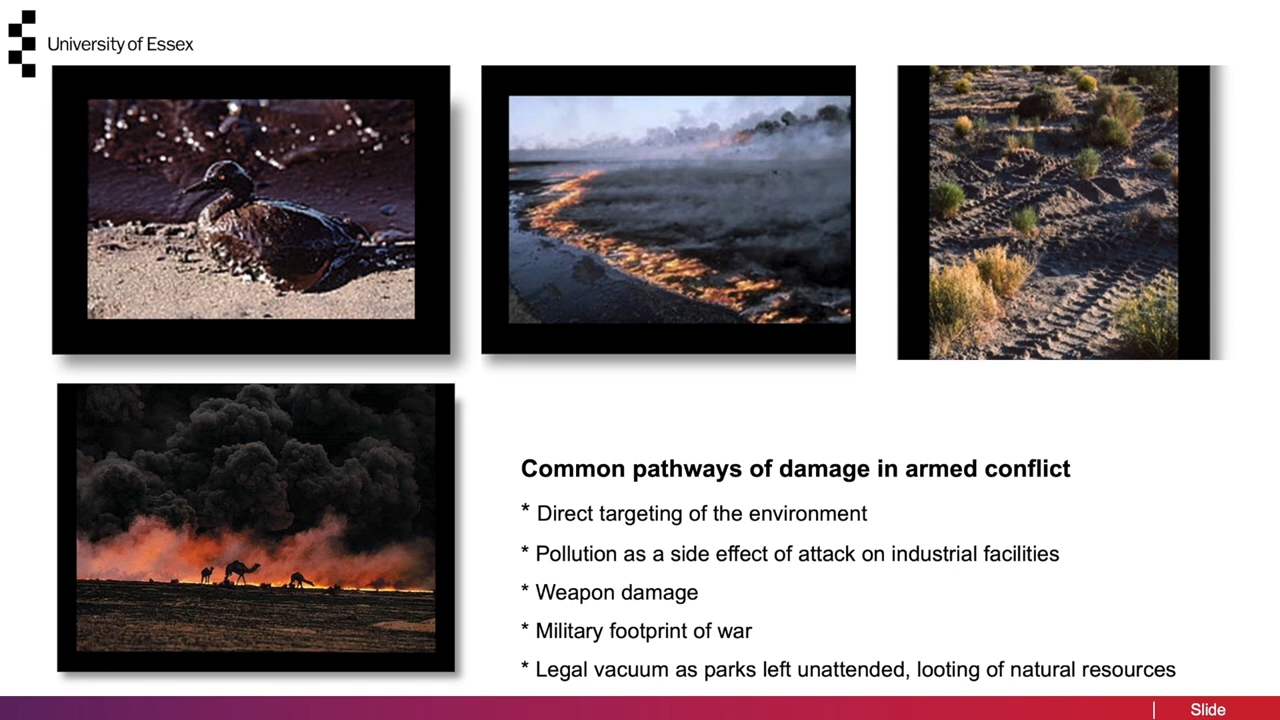 University of Essex
Common pathways of damage in armed conflict
* Direct targeting of the environment
* Pollution as a side effect of attack on industrial facilities
* Weapon damage
* Military footprint of war
* Legal vacuum as parks left unattended, looting of natural resources
| Slide